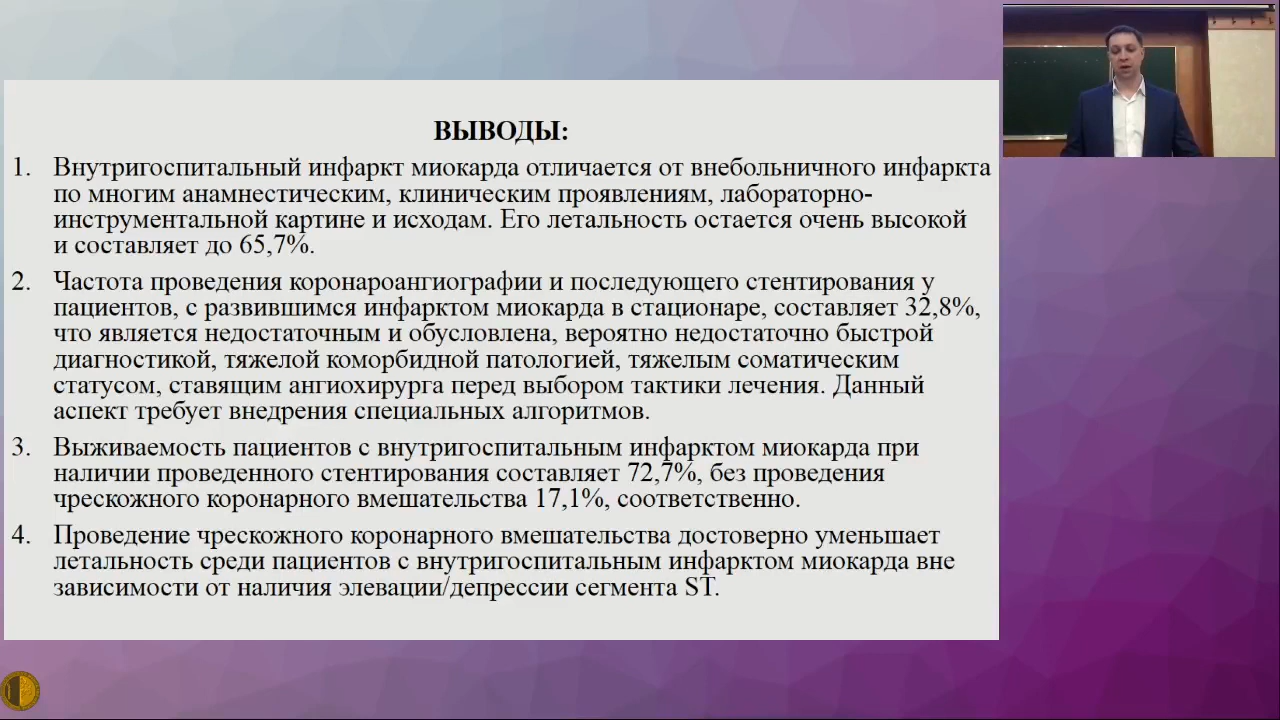 ВЫВОДЫ:
1. Внутригоспитальный инфаркт миокарда отличается от внебольничного инфаркта
по многим анамнестическим, клиническим проявлениям, лабораторно-
инструментальной картине и исходам. Его летальность остается очень высокой
и составляет до 65,7%.
2. Частота проведения коронароангиографии и последующего стентирования у
пациентов, с развившимся инфарктом миокарда в стационаре, составляет 32,8%,
что является недостаточным и обусловлена, вероятно недостаточно быстрой
диагностикой, тяжелой коморбидной патологией, тяжелым соматическим
статусом, ставящим ангиохирурга перед выбором тактики лечения. Данный
аспект требует внедрения специальных алгоритмов.
3. Выживаемость пациентов с внутригоспитальным инфарктом миокарда при
наличии проведенного стентирования составляет 72,7%, без проведения
чрескожного коронарного вмешательства 17,1%, соответственно.
4. Проведение чрескожного коронарного вмешательства достоверно уменьшает
летальность среди пациентов с внутригоспитальным инфарктом миокарда вне
зависимости от наличия элевации/депрессии сегмента ST.